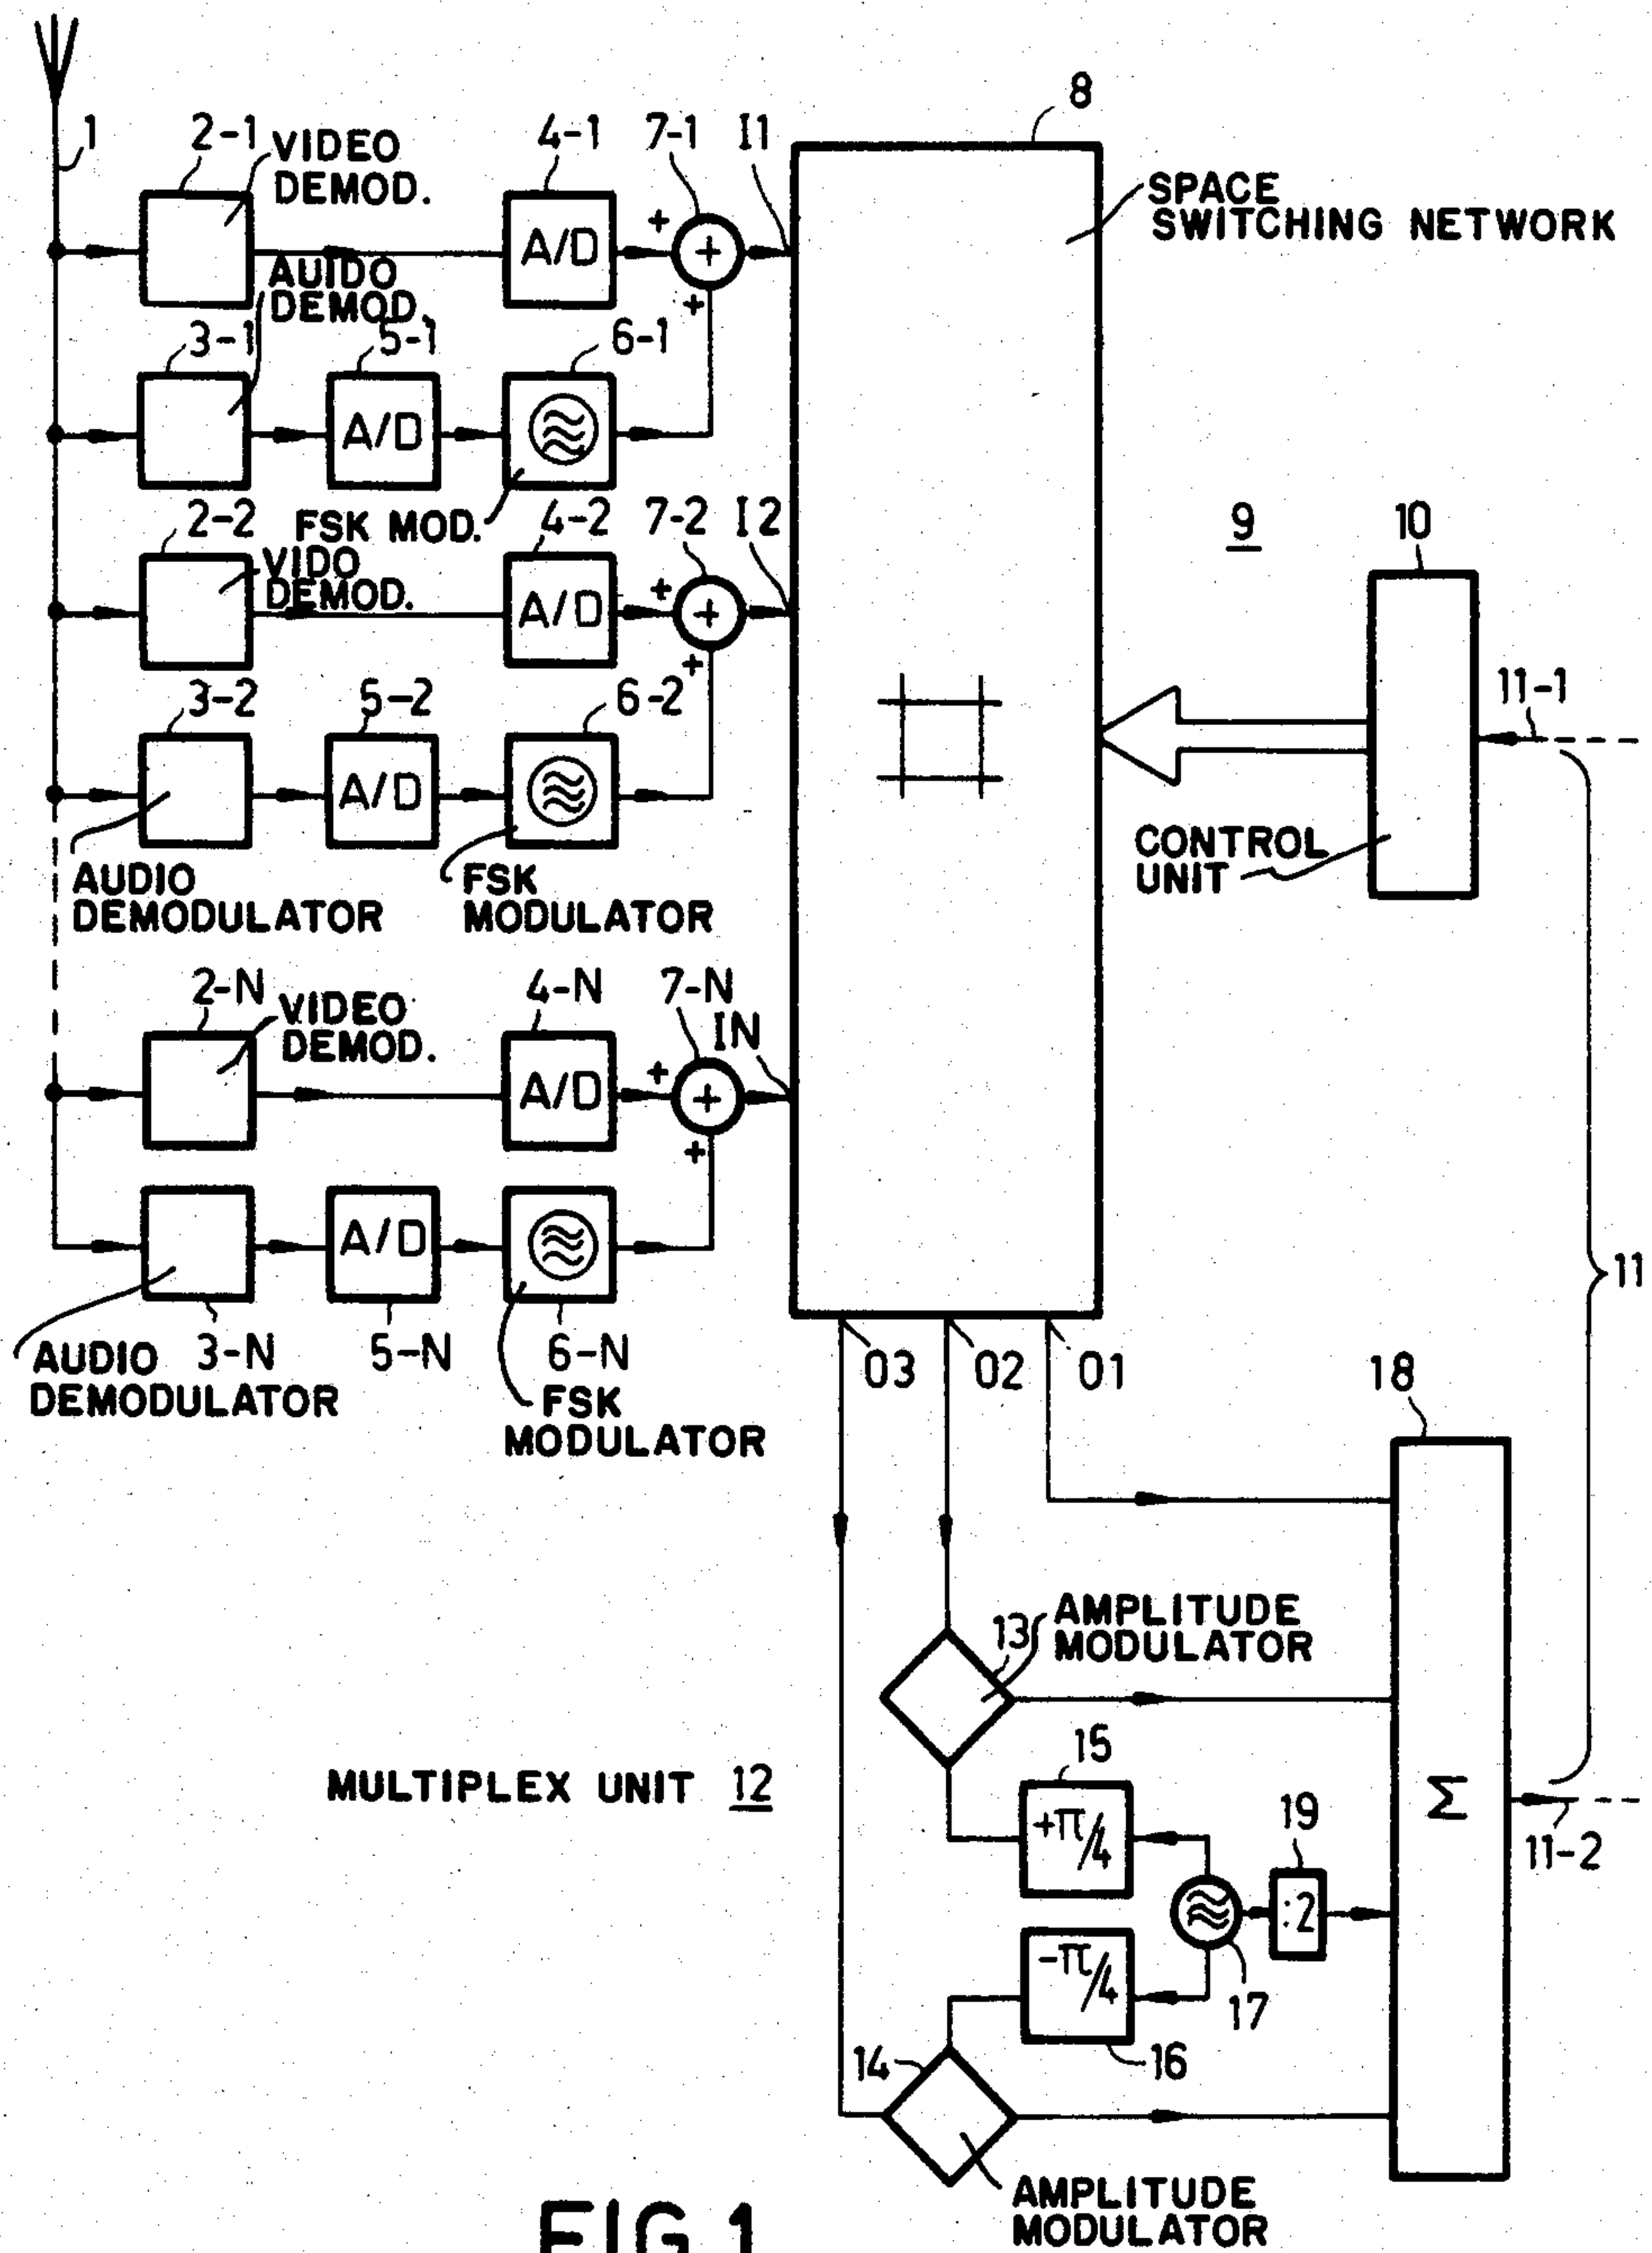 8
1
2-1
VIDEO
DEMOD.
4-1
7-1
I1
SPACE
SWITCHING NETWORK
A/D
+
+
+
AUIDO
DEMOD.
3-1
5-1
6-1
A/D
2-2
FSK MOD.
4-2
7-2
I2
9
10
VIDO
DEMOD.
A/D
+
+
+
3-2
5-2
6-2
11-1
A/D
CONTROL
UNIT
AUDIO
DEMODULATOR
FSK
MODULATOR
2-N
VIDEO
DEMOD.
4-N
7-N
IN
A/D
+
+
+
A/D
11
AUDIO
DEMODULATOR
3-N
5-N
6-N
FSK
MODULATOR
03
02
01
18
13
AMPLITUDE
MODULATOR
MULTIPLEX UNIT 12
15
+π/4
19
Σ
11-2
:2
-π/4
17
14
16
AMPLITUDE
MODULATOR
FIG.1